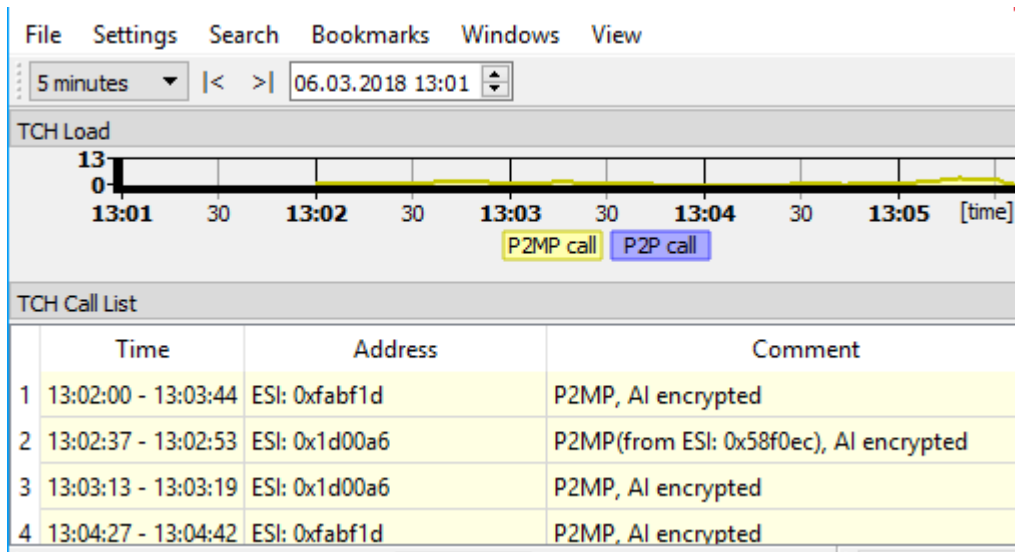 File Settings Search Bookmarks Windows View
5 minutes |< >| 06.03.2018 13:01
TCH Load
13
0
13:01 30 13:02 30 13:03 30 13:04 30 13:05 [time]
P2MP call P2P call
TCH Call List
Time Address Comment
1 13:02:00 - 13:03:44 ESI: 0xfabf1d P2MP, AI encrypted
2 13:02:37 - 13:02:53 ESI: 0x1d00a6 P2MP(from ESI: 0x58f0ec), AI encrypted
3 13:03:13 - 13:03:19 ESI: 0x1d00a6 P2MP, AI encrypted
4 13:04:27 - 13:04:42 ESI: 0xfabf1d P2MP, AI encrypted